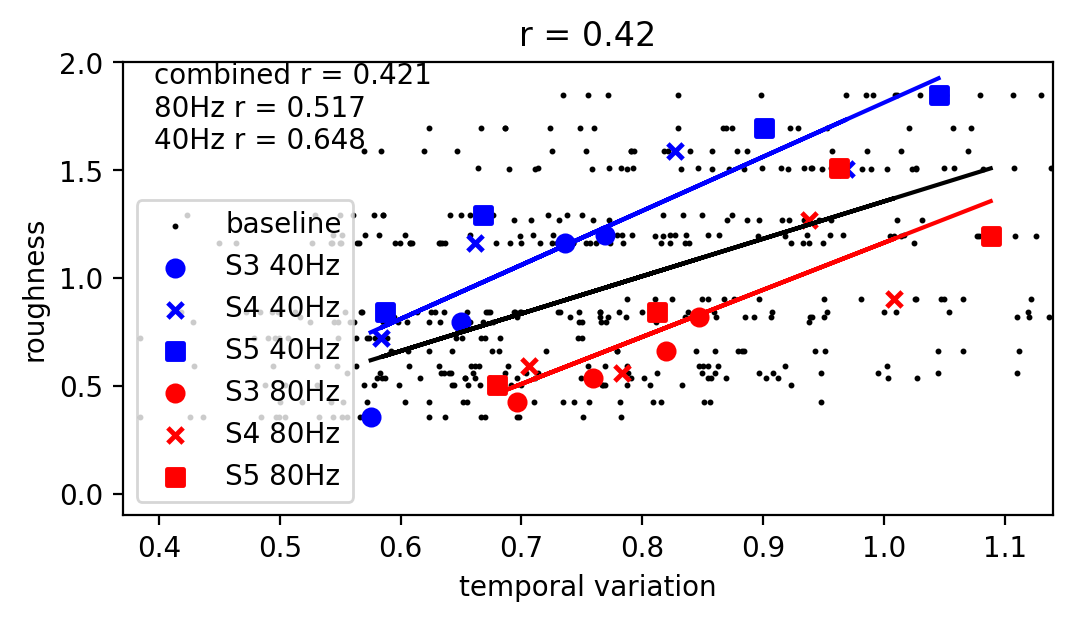 r = 0.42
combined r = 0.421
80Hz r = 0.517
40Hz r = 0.648
baseline
S3 40Hz
S4 40Hz
S5 40Hz
S3 80Hz
S4 80Hz
S5 80Hz
roughness
2.0
1.5
1.0
0.5
0.0
0.4 0.5 0.6 0.7 0.8 0.9 1.0 1.1
temporal variation